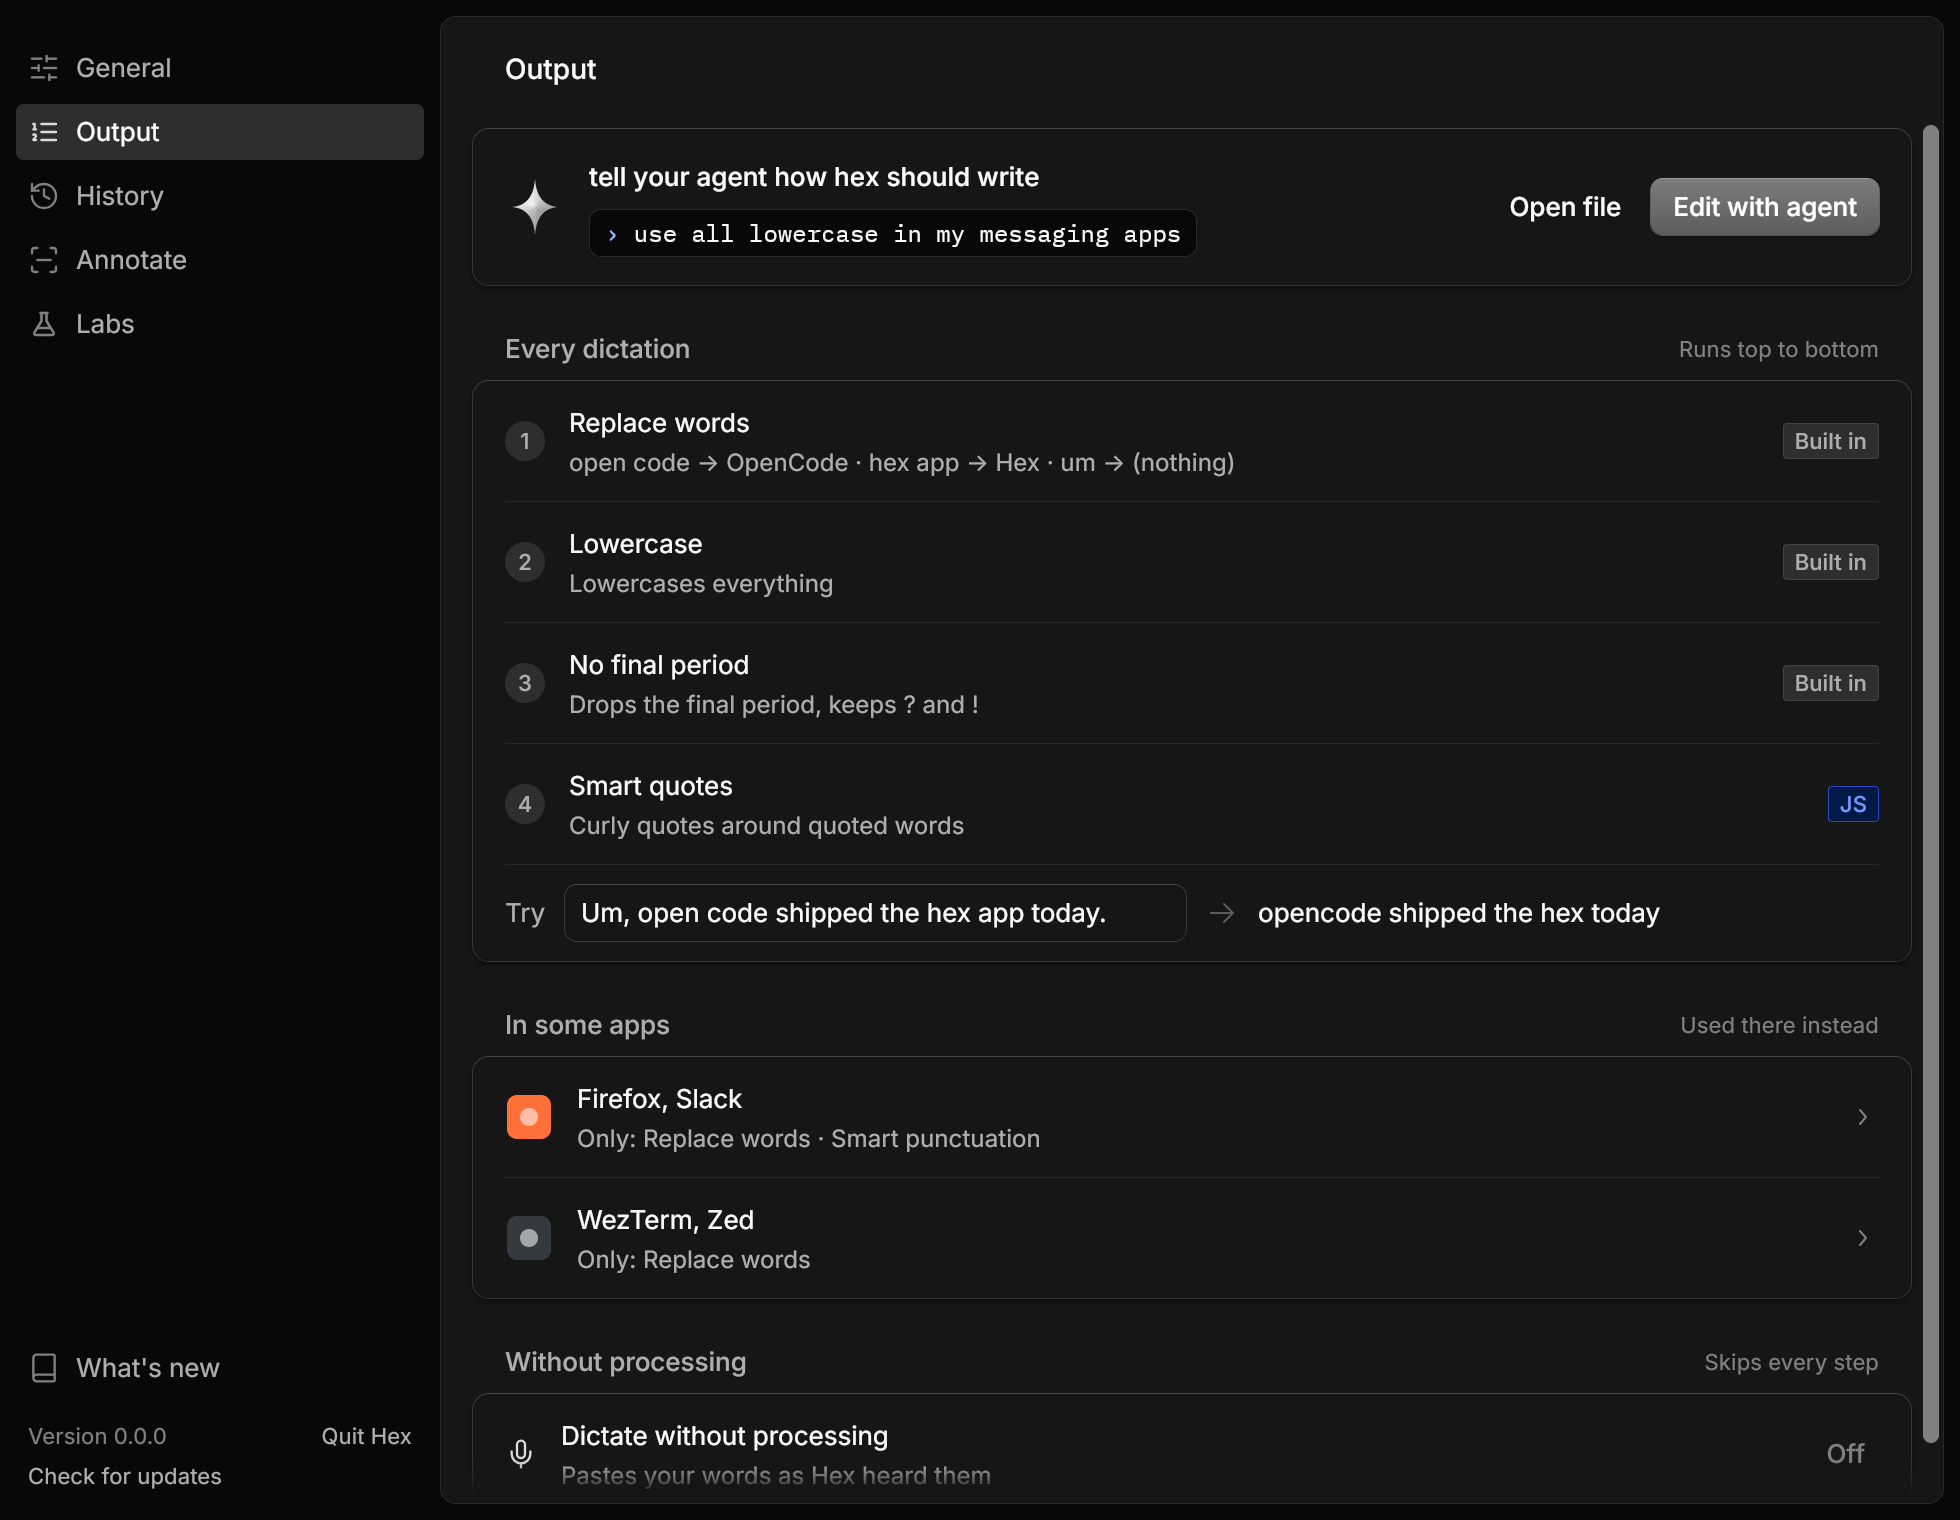 General
Output
History
Annotate
Labs
What's new
Version 0.0.0
Quit Hex
Check for updates
Output
tell your agent how hex should write
› use all lowercase in my messaging apps
Open file
Edit with agent
Every dictation
Runs top to bottom
1
Replace words
open code → OpenCode · hex app → Hex · um → (nothing)
Built in
2
Lowercase
Lowercases everything
Built in
3
No final period
Drops the final period, keeps ? and !
Built in
4
Smart quotes
Curly quotes around quoted words
JS
Try
Um, open code shipped the hex app today.
→ opencode shipped the hex today
In some apps
Used there instead
Firefox, Slack
Only: Replace words · Smart punctuation
WezTerm, Zed
Only: Replace words
Without processing
Skips every step
Dictate without processing
Pastes your words as Hex heard them
Off